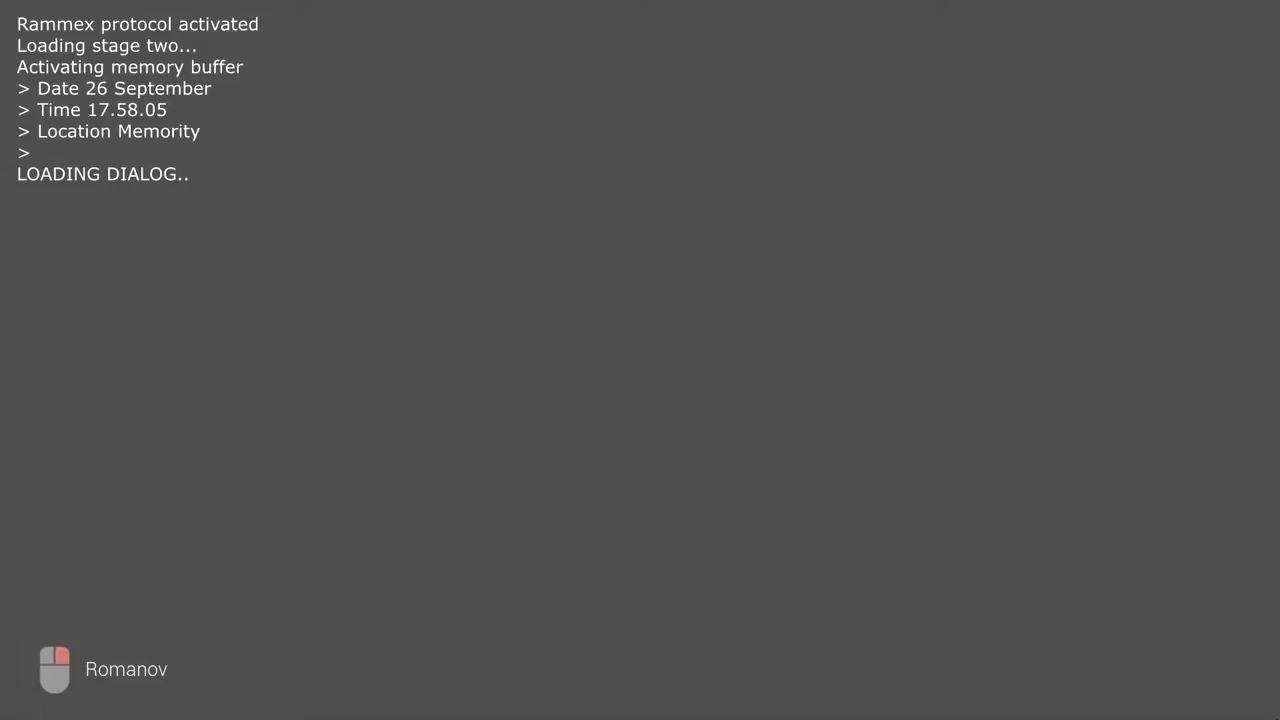 Rammex protocol activated
Loading stage two...
Activating memory buffer
> Date 26 September
> Time 17.58.05
> Location Memority
>
LOADING DIALOG..
Romanov